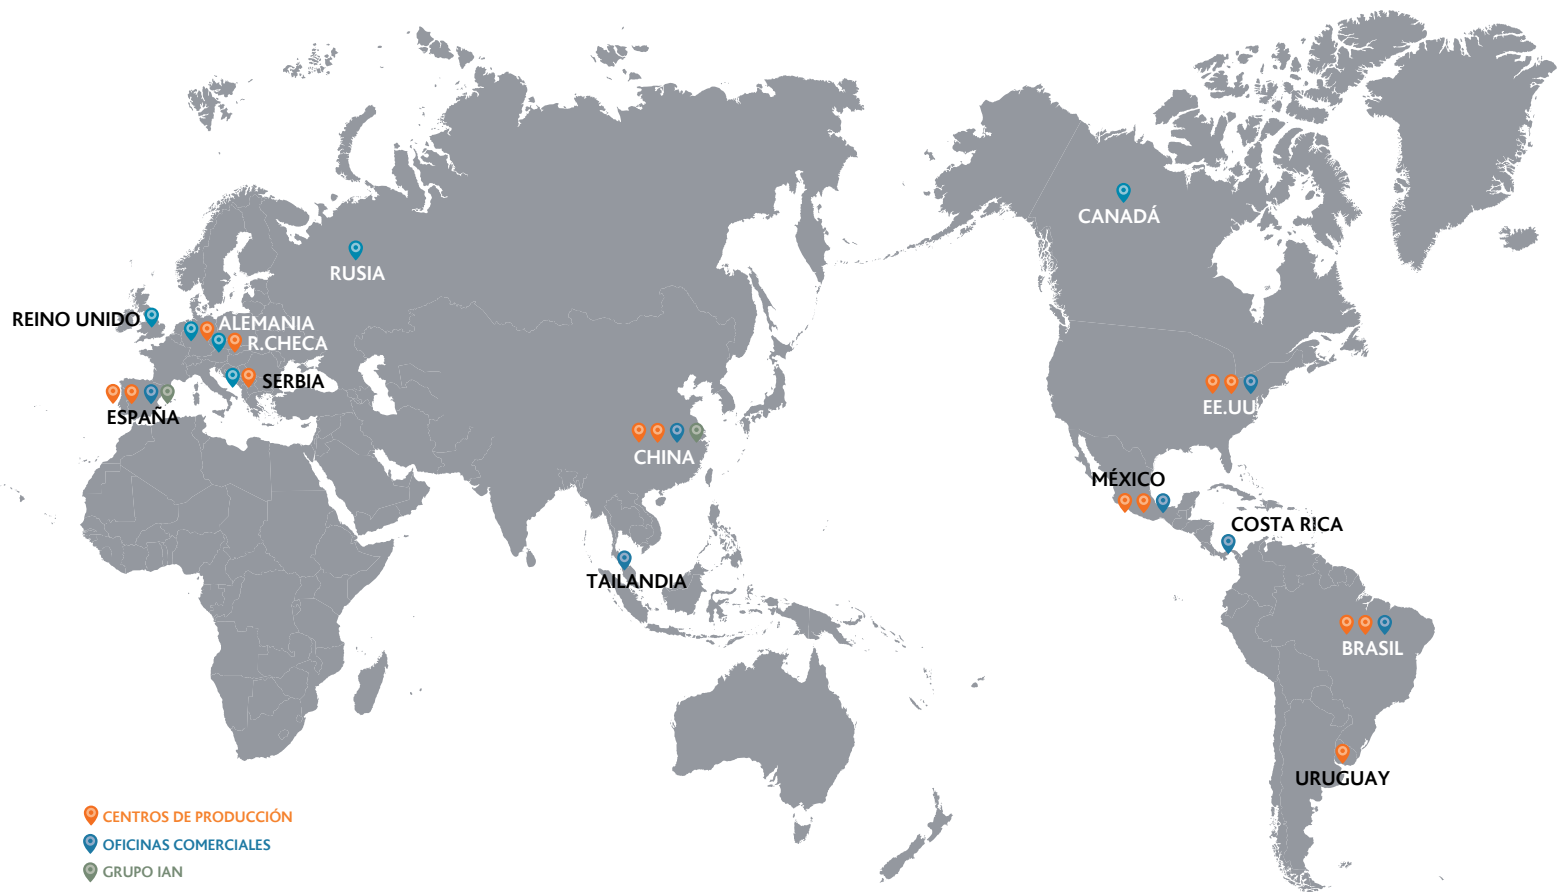 CANADÁ
RUSIA
REINO UNIDO
ALEMANIA
R.CHECA
SERBIA
ESPAÑA
EE.UU
CHINA
MÉXICO
COSTA RICA
TAILANDIA
BRASIL
URUGUAY
CENTROS DE PRODUCCIÓN
OFICINAS COMERCIALES
GRUPO IAN